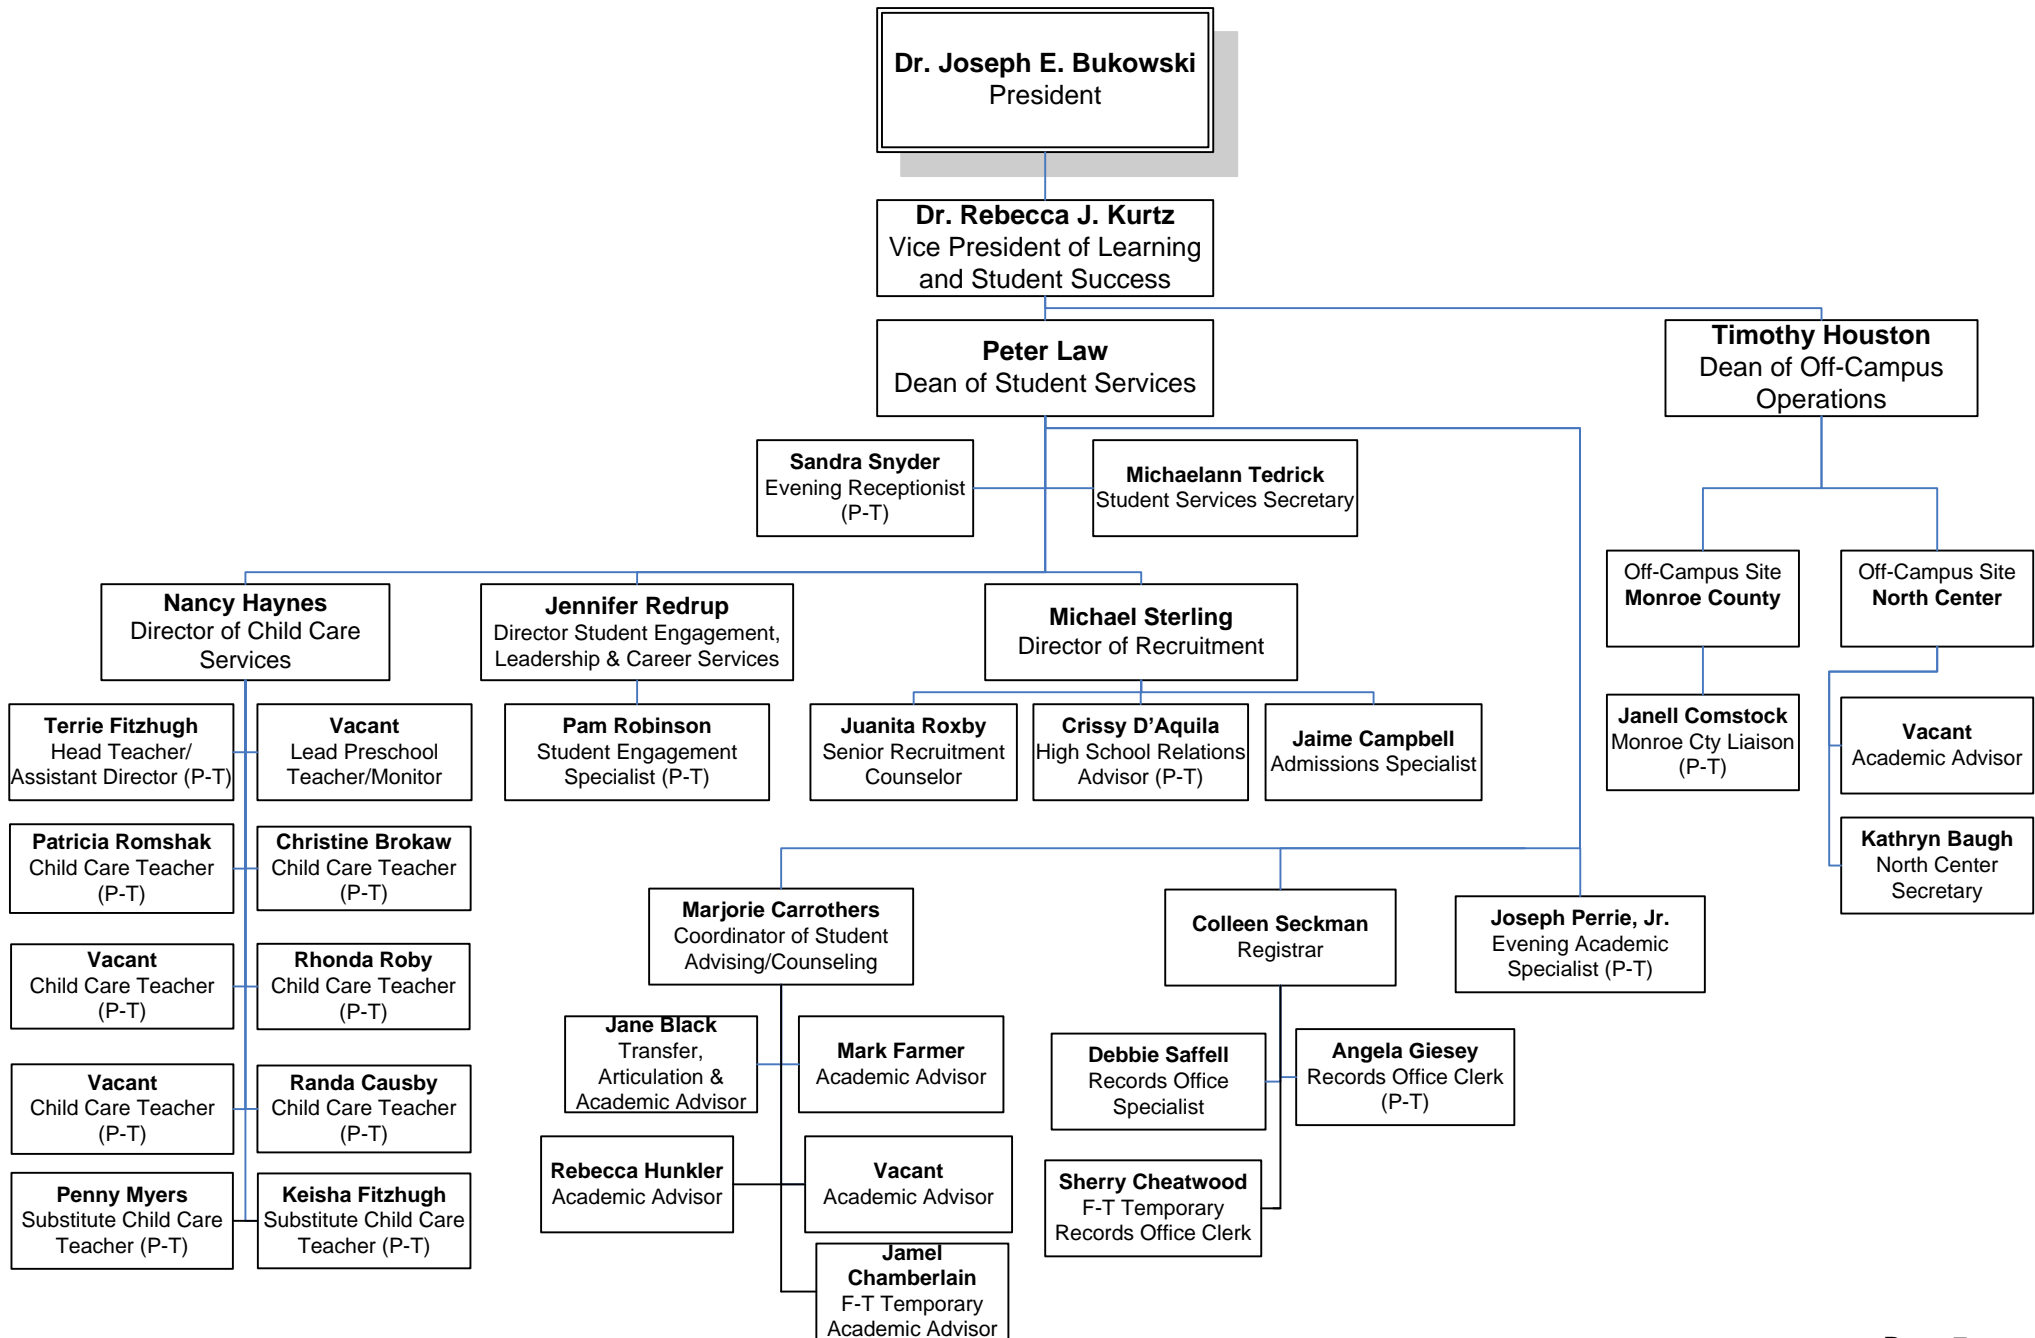 Dr. Joseph E. Bukowski
President
Dr. Rebecca J. Kurtz
Vice President of Learning
and Student Success
Peter Law
Dean of Student Services
Timothy Houston
Dean of Off-Campus
Operations
Sandra Snyder
Evening Receptionist
(P-T)
Michaelann Tedrick
Student Services Secretary
Off-Campus Site
Monroe County
Off-Campus Site
North Center
Nancy Haynes
Director of Child Care
Services
Jennifer Redrup
Director Student Engagement,
Leadership & Career Services
Michael Sterling
Director of Recruitment
Terrie Fitzhugh
Head Teacher/
Assistant Director (P-T)
Vacant
Lead Preschool
Teacher/Monitor
Pam Robinson
Student Engagement
Specialist (P-T)
Juanita Roxby
Senior Recruitment
Counselor
Crissy D’Aquila
High School Relations
Advisor (P-T)
Jaime Campbell
Admissions Specialist
Janell Comstock
Monroe Cty Liaison
(P-T)
Vacant
Academic Advisor
Patricia Romshak
Child Care Teacher
(P-T)
Christine Brokaw
Child Care Teacher
(P-T)
Kathryn Baugh
North Center
Secretary
Marjorie Carrothers
Coordinator of Student
Advising/Counseling
Colleen Seckman
Registrar
Joseph Perrie, Jr.
Evening Academic
Specialist (P-T)
Vacant
Child Care Teacher
(P-T)
Rhonda Roby
Child Care Teacher
(P-T)
Jane Black
Transfer,
Articulation &
Academic Advisor
Mark Farmer
Academic Advisor
Debbie Saffell
Records Office
Specialist
Angela Giesey
Records Office Clerk
(P-T)
Vacant
Child Care Teacher
(P-T)
Randa Causby
Child Care Teacher
(P-T)
Rebecca Hunkler
Academic Advisor
Vacant
Academic Advisor
Sherry Cheatwood
F-T Temporary
Records Office Clerk
Penny Myers
Substitute Child Care
Teacher (P-T)
Keisha Fitzhugh
Substitute Child Care
Teacher (P-T)
Jamel
Chamberlain
F-T Temporary
Academic Advisor